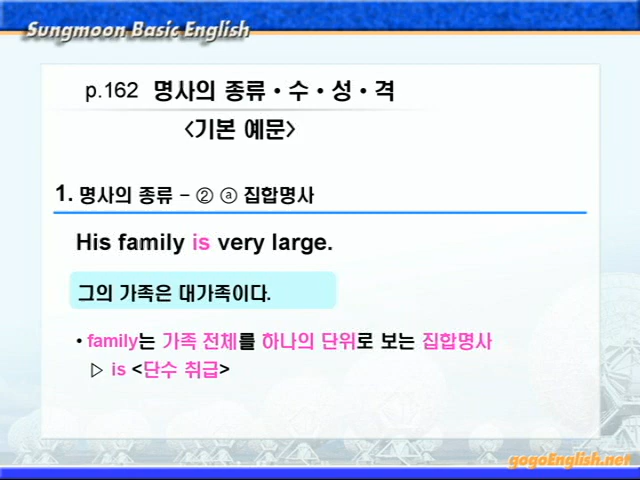 Sungmoon Basic English
p.162 명사의 종류・수・성・격
<기본 예문>
1. 명사의 종류 - ② ⓐ 집합명사
His family is very large.
그의 가족은 대가족이다.
• family는 가족 전체를 하나의 단위로 보는 집합명사
▷ is <단수 취급>
gogoEnglish.net